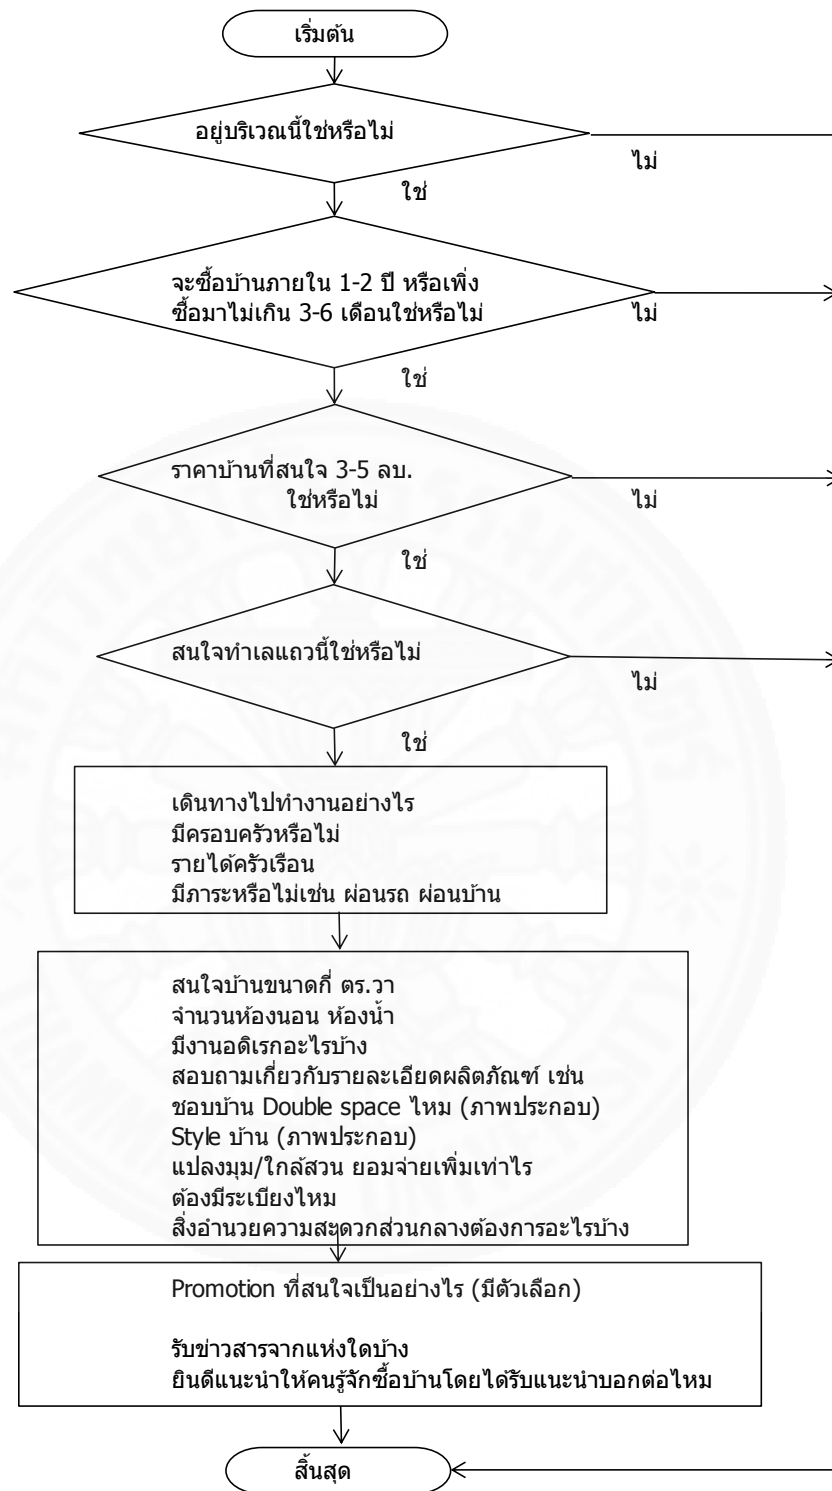 เริ่มต้น
อยู่บริเวณนี้ใช่หรือไม่
ไม่
ใช่
จะซื้อบ้านภายใน 1-2 ปี หรือเพิ่ง
ซื้อมาไม่เกิน 3-6 เดือนใช่หรือไม่
ไม่
ใช่
ราคาบ้านที่สนใจ 3-5 ลบ.
ใช่หรือไม่
ไม่
ใช่
สนใจทำเลแถวนี้ใช่หรือไม่
ไม่
ใช่
เดินทางไปทำงานอย่างไร
มีครอบครัวหรือไม่
รายได้ครัวเรือน
มีภาระหรือไม่เช่น ผ่อนรถ ผ่อนบ้าน
สนใจบ้านขนาดกี่ ตร.วา
จำนวนห้องนอน ห้องน้ำ
มีงานอดิเรกอะไรบ้าง
สอบถามเกี่ยวกับรายละเอียดผลิตภัณฑ์ เช่น
ชอบบ้าน Double space ไหม (ภาพประกอบ)
Style บ้าน (ภาพประกอบ)
แปลงมุม/ใกล้สวน ยอมจ่ายเพิ่มเท่าไร
ต้องมีระเบียงไหม
สิ่งอำนวยความสะดวกส่วนกลางต้องการอะไรบ้าง
Promotion ที่สนใจเป็นอย่างไร (มีตัวเลือก)
รับข่าวสารจากแห่งใดบ้าง
ยินดีแนะนำให้คนรู้จักซื้อบ้านโดยได้รับแนะนำบอกต่อไหม
สิ้นสุด